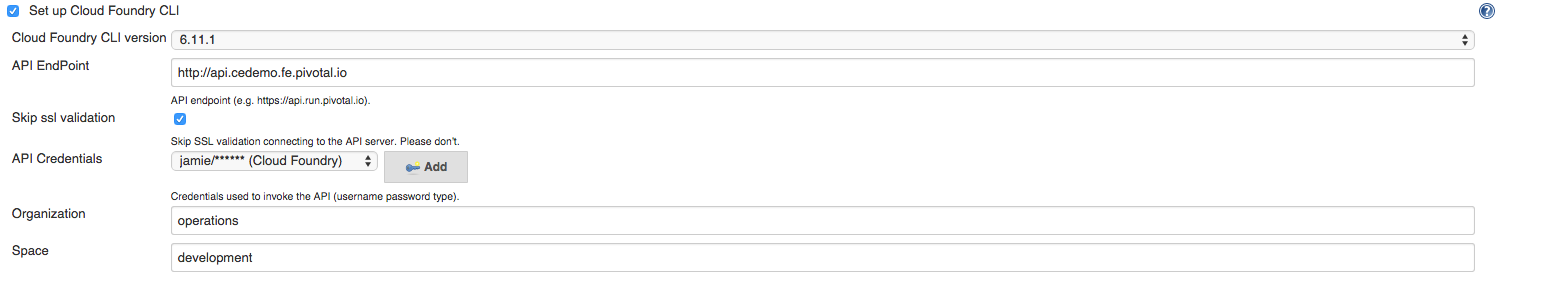 Set up Cloud Foundry CLI
Cloud Foundry CLI version 6.11.1
API EndPoint http://api.cedemo.fe.pivotal.io
API endpoint (e.g. https://api.run.pivotal.io).
Skip ssl validation
Skip SSL validation connecting to the API server. Please don't.
API Credentials jamie/****** (Cloud Foundry) Add
Credentials used to invoke the API (username password type).
Organization operations
Space development